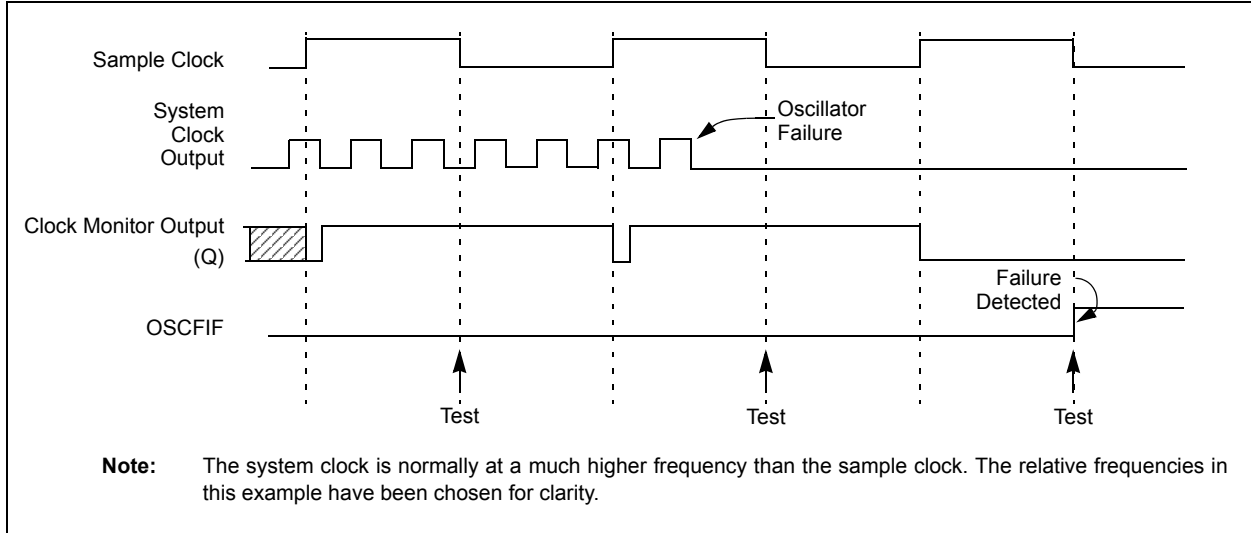 Sample Clock
System
Clock
Output
Oscillator
Failure
Clock Monitor Output
(Q)
Failure
Detected
OSCFIF
Test
Test
Test
Note: The system clock is normally at a much higher frequency than the sample clock. The relative frequencies in
this example have been chosen for clarity.